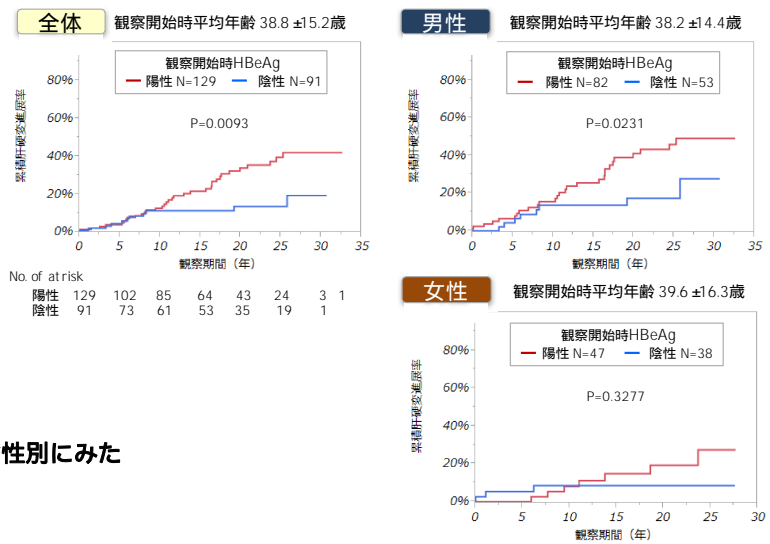 全体 観察開始時平均年齢 38.8 ±15.2歳
観察開始時HBeAg
陽性 N=129 陰性 N=91
P=0.0093
累積肝硬変進展率
80%
60%
40%
20%
0%
0 5 10 15 20 25 30 35
観察期間（年）
No. of at risk
陽性 129 102 85 64 43 24 3 1
陰性 91 73 61 53 35 19 1
男性 観察開始時平均年齢 38.2 ±14.4歳
観察開始時HBeAg
陽性 N=82 陰性 N=53
P=0.0231
累積肝硬変進展率
80%
60%
40%
20%
0%
0 5 10 15 20 25 30 35
観察期間（年）
女性 観察開始時平均年齢 39.6 ±16.3歳
観察開始時HBeAg
陽性 N=47 陰性 N=38
P=0.3277
累積肝硬変進展率
80%
60%
40%
20%
0%
0 5 10 15 20 25 30
観察期間（年）
性別にみた